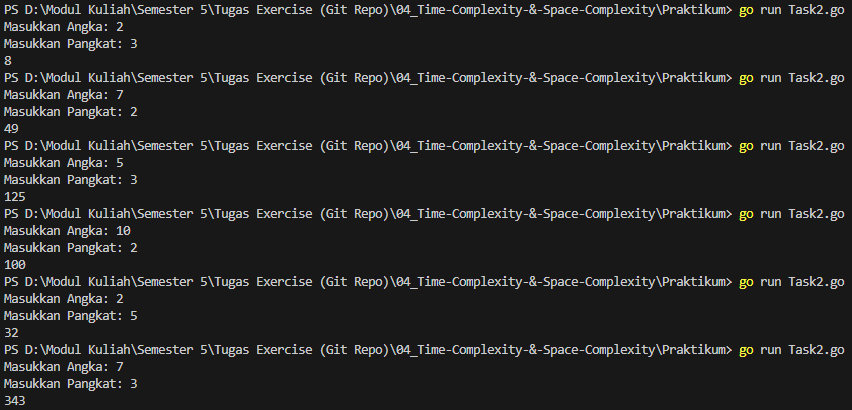 PS D:\Modul Kuliah\Semester 5\Tugas Exercise (Git Repo)\04_Time-Complexity-&-Space-Complexity\Praktikum> go run Task2.go
Masukkan Angka: 2
Masukkan Pangkat: 3
8
PS D:\Modul Kuliah\Semester 5\Tugas Exercise (Git Repo)\04_Time-Complexity-&-Space-Complexity\Praktikum> go run Task2.go
Masukkan Angka: 7
Masukkan Pangkat: 2
49
PS D:\Modul Kuliah\Semester 5\Tugas Exercise (Git Repo)\04_Time-Complexity-&-Space-Complexity\Praktikum> go run Task2.go
Masukkan Angka: 5
Masukkan Pangkat: 3
125
PS D:\Modul Kuliah\Semester 5\Tugas Exercise (Git Repo)\04_Time-Complexity-&-Space-Complexity\Praktikum> go run Task2.go
Masukkan Angka: 10
Masukkan Pangkat: 2
100
PS D:\Modul Kuliah\Semester 5\Tugas Exercise (Git Repo)\04_Time-Complexity-&-Space-Complexity\Praktikum> go run Task2.go
Masukkan Angka: 2
Masukkan Pangkat: 5
32
PS D:\Modul Kuliah\Semester 5\Tugas Exercise (Git Repo)\04_Time-Complexity-&-Space-Complexity\Praktikum> go run Task2.go
Masukkan Angka: 7
Masukkan Pangkat: 3
343